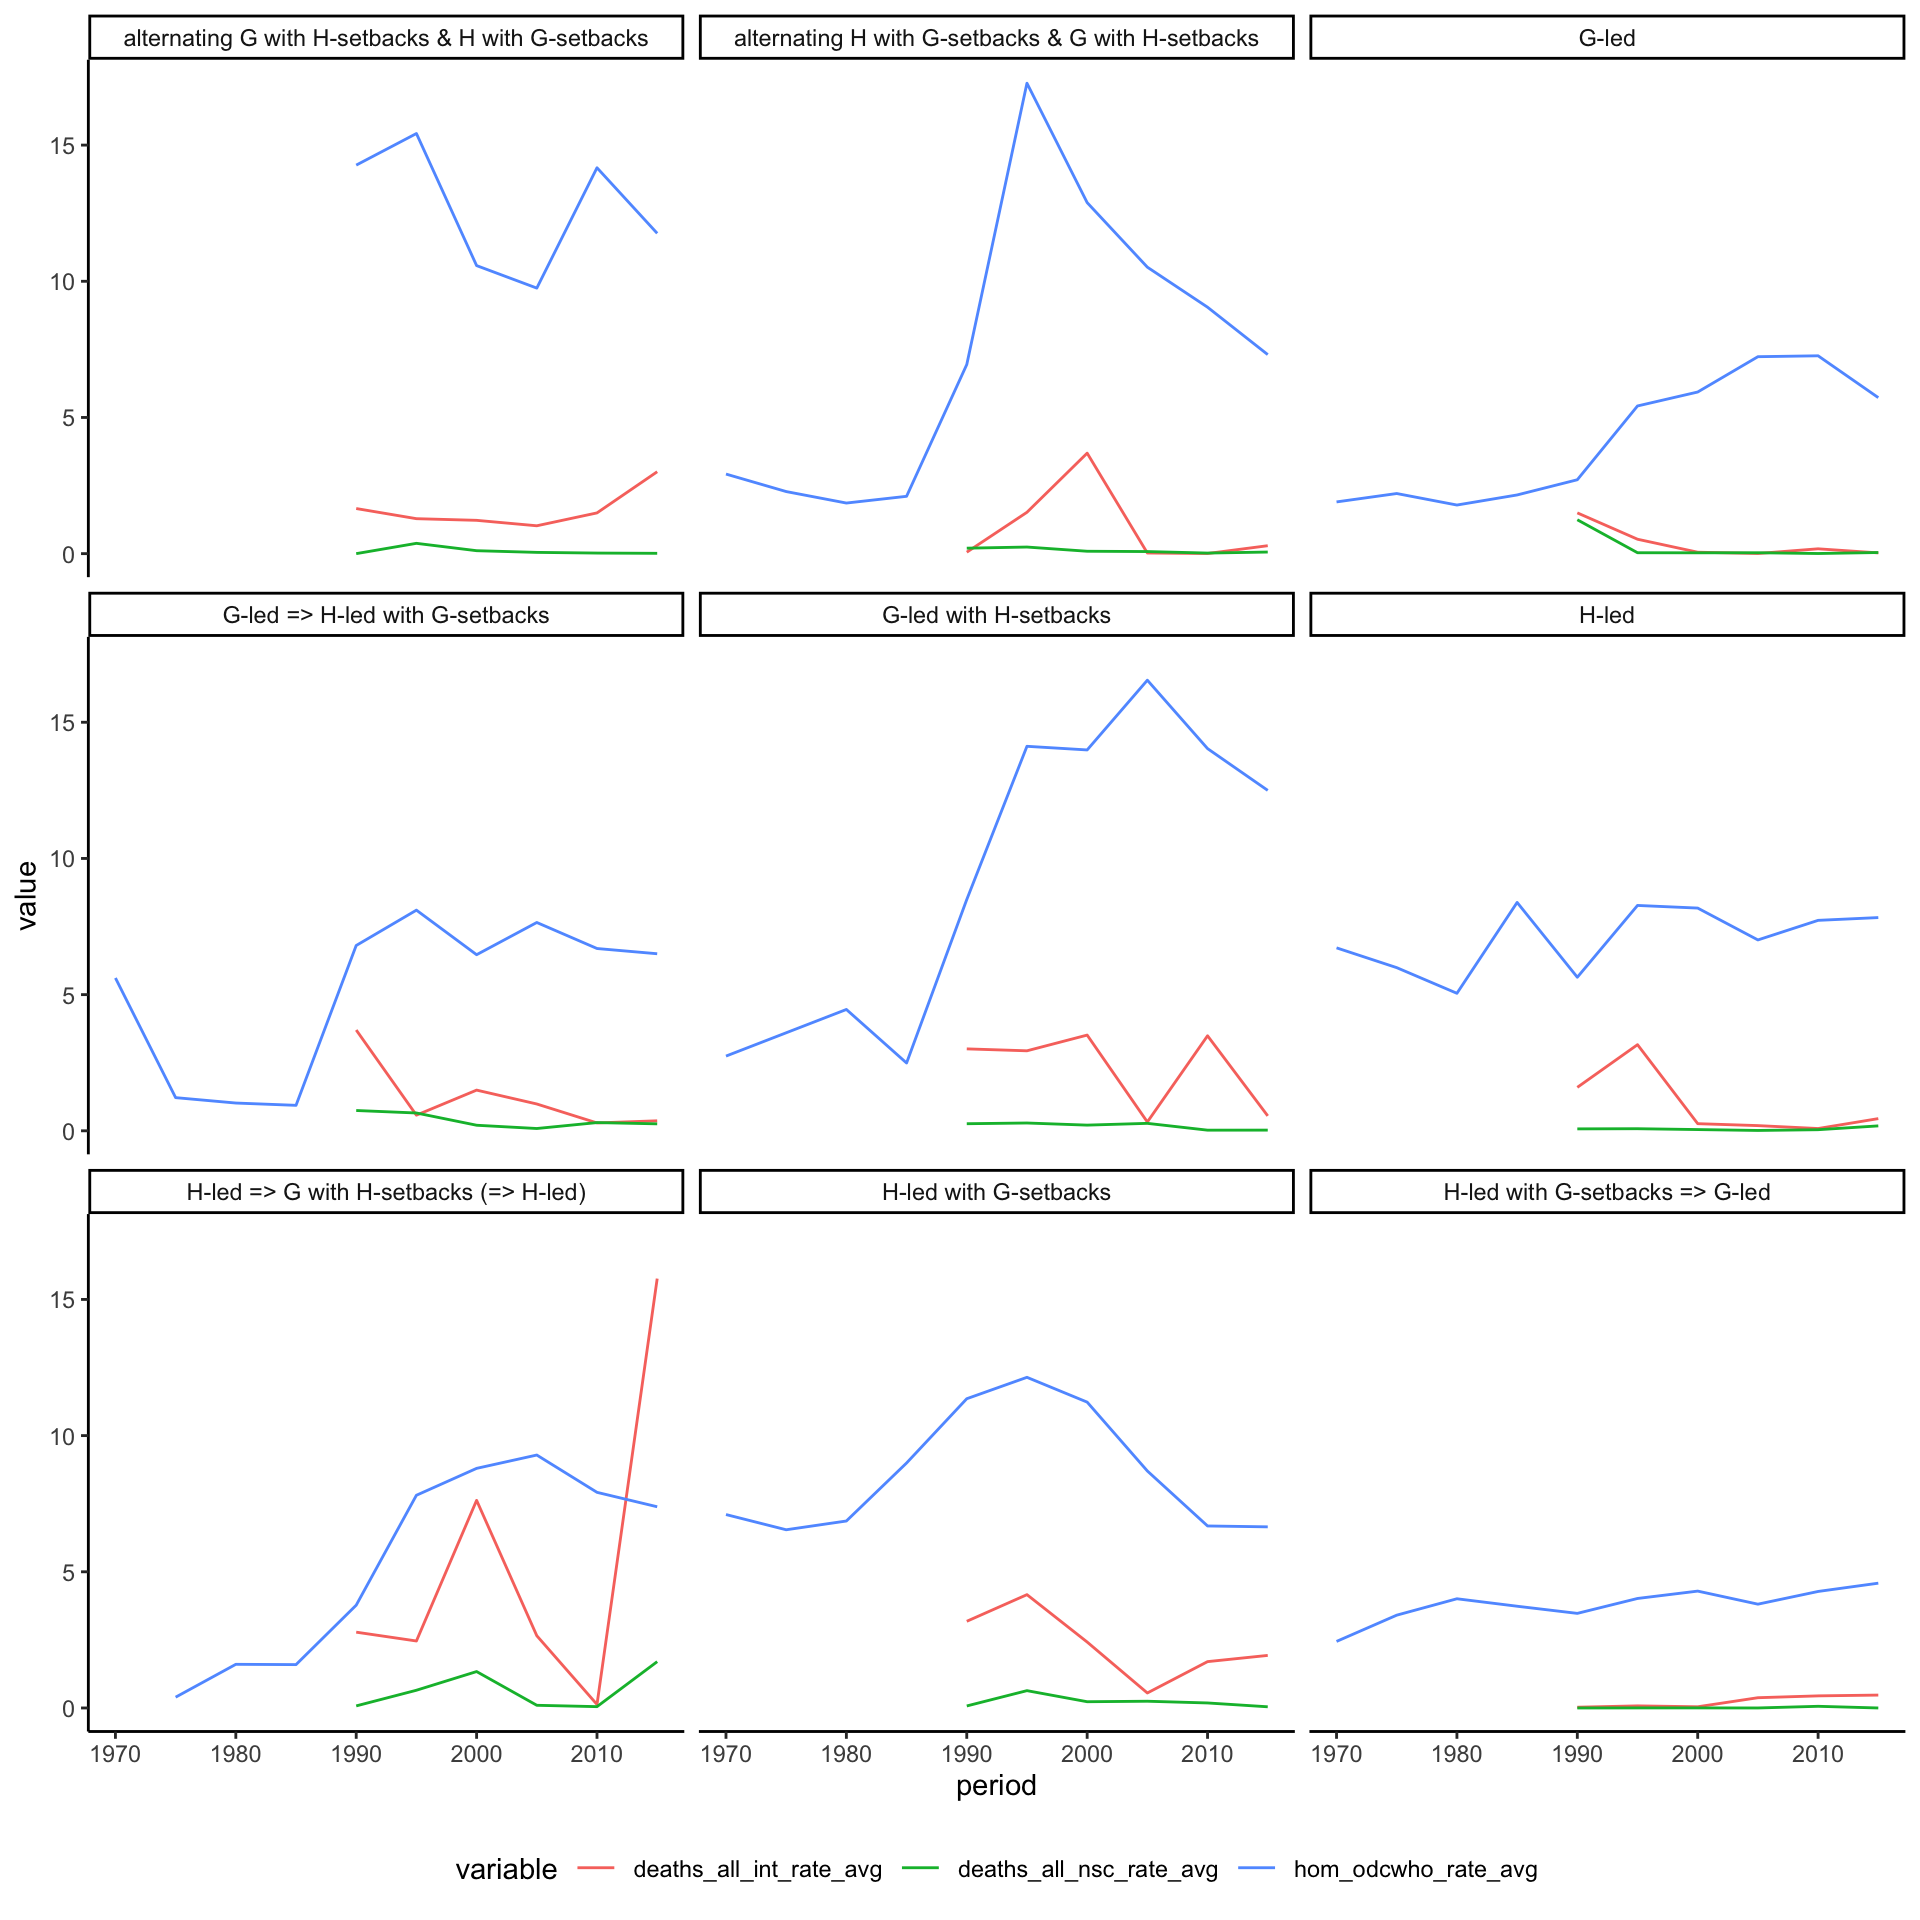 alternating G with H-setbacks & H with G-setbacks
alternating H with G-setbacks & G with H-setbacks
G-led
15
10
5
0
G-led => H-led with G-setbacks
G-led with H-setbacks
H-led
15
10
5
0
value
H-led => G with H-setbacks (=> H-led)
H-led with G-setbacks
H-led with G-setbacks => G-led
15
10
5
0
1970 1980 1990 2000 2010
1970 1980 1990 2000 2010
1970 1980 1990 2000 2010
period
variable deaths_all_int_rate_avg deaths_all_nsc_rate_avg hom_odcwho_rate_avg